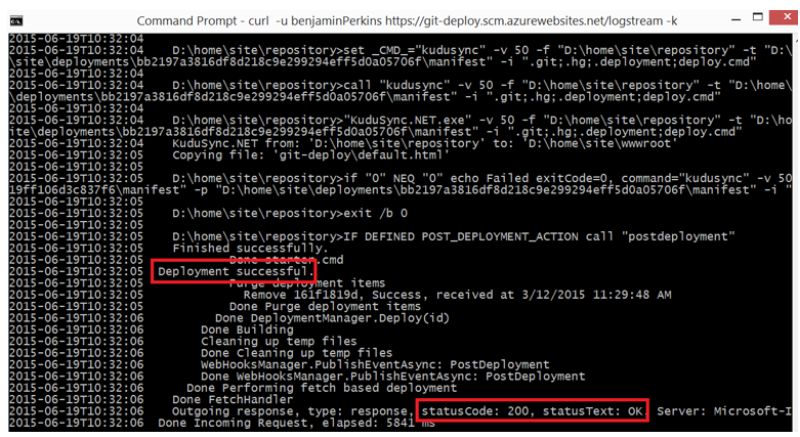 Command Prompt - curl -u benjaminPerkins https://git-deploy.scm.azurewebsites.net/logstream -k
2015-06-19T10:32:04
2015-06-19T10:32:04 D:\home\site\repository>set _CMD_="kudusync" -v 50 -f "D:\home\site\repository" -t "D:\
\site\deployments\bb2197a3816df8d218c9e299294eff5d0a05706f\manifest" -i ".git;.hg;.deployment;deploy.cmd"
2015-06-19T10:32:04
2015-06-19T10:32:04 D:\home\site\repository>call "kudusync" -v 50 -f "D:\home\site\repository" -t "D:\home\
\deployments\bb2197a3816df8d218c9e299294eff5d0a05706f\manifest" -i ".git;.hg;.deployment;deploy.cmd"
2015-06-19T10:32:04
2015-06-19T10:32:04 D:\home\site\repository>"KuduSync.NET.exe" -v 50 -f "D:\home\site\repository" -t "D:\ho
ite\deployments\bb2197a3816df8d218c9e299294eff5d0a05706f\manifest" -i ".git;.hg;.deployment;deploy.cmd"
2015-06-19T10:32:04 KuduSync.NET from: 'D:\home\site\repository' to: 'D:\home\site\wwwroot'
2015-06-19T10:32:05 Copying file: 'git-deploy\default.html'
2015-06-19T10:32:05
2015-06-19T10:32:05 D:\home\site\repository>if "0" NEQ "0" echo Failed exitCode=0, command="kudusync" -v 50
19ff106d3c837f6\manifest" -p "D:\home\site\deployments\bb2197a3816df8d218c9e299294eff5d0a05706f\manifest" -i "
2015-06-19T10:32:05
2015-06-19T10:32:05 D:\home\site\repository>exit /b 0
2015-06-19T10:32:05
2015-06-19T10:32:05 D:\home\site\repository>IF DEFINED POST_DEPLOYMENT_ACTION call "postdeployment"
2015-06-19T10:32:05 Finished successfully.
2015-06-19T10:32:05 Done starter.cmd
2015-06-19T10:32:05 Deployment successful.
2015-06-19T10:32:05 Purge deployment items
2015-06-19T10:32:05 Remove 161f1819d, Success, received at 3/12/2015 11:29:48 AM
2015-06-19T10:32:05 Done Purge deployment items
2015-06-19T10:32:06 Done DeploymentManager.Deploy(id)
2015-06-19T10:32:06 Done Building
2015-06-19T10:32:06 Cleaning up temp files
2015-06-19T10:32:06 Done Cleaning up temp files
2015-06-19T10:32:06 WebHooksManager.PublishEventAsync: PostDeployment
2015-06-19T10:32:06 Done WebHooksManager.PublishEventAsync: PostDeployment
2015-06-19T10:32:06 Done Performing fetch based deployment
2015-06-19T10:32:06 Done FetchHandler
2015-06-19T10:32:06 Outgoing response, type: response, statusCode: 200, statusText: OK, Server: Microsoft-I
2015-06-19T10:32:06 Done Incoming Request, elapsed: 5841 ms